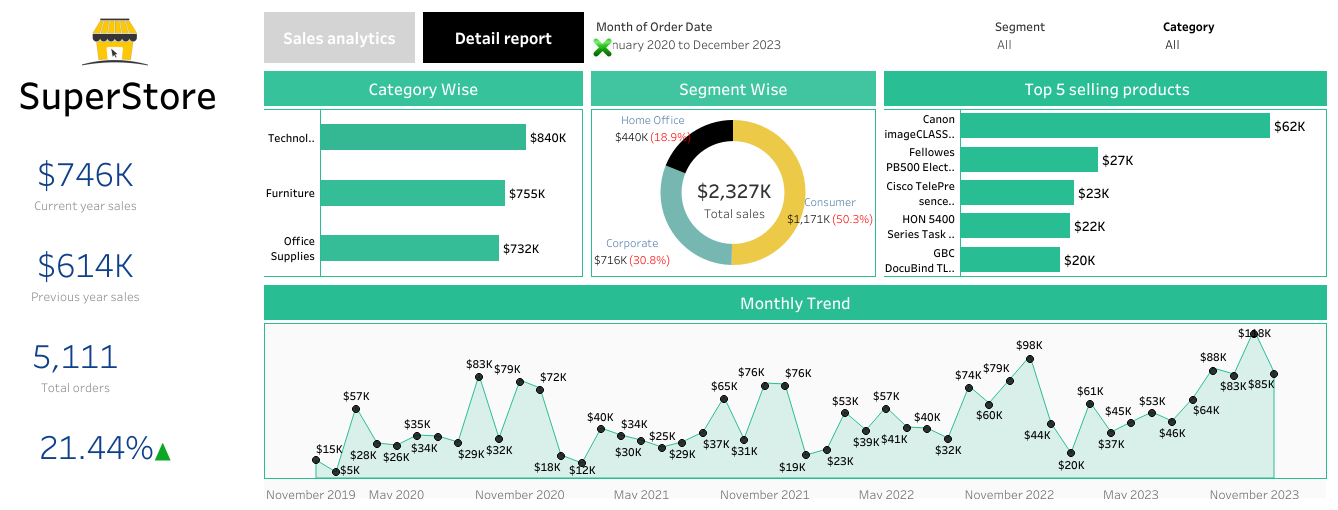 SuperStore
$746K
Current year sales
$614K
Previous year sales
5,111
Total orders
21.44%
Sales analytics
Detail report
Month of Order Date
nuary 2020 to December 2023
Segment
All
Category
All
Category Wise
Technol..
$840K
Furniture
$755K
Office
Supplies
$732K
Segment Wise
Home Office
$440K (18.9%)
$2,327K
Total sales
Consumer
$1,171K (50.3%)
Corporate
$716K (30.8%)
Top 5 selling products
Canon
imageCLASS..
$62K
Fellowes
PB500 Elect..
$27K
Cisco TelePre
sence..
$23K
HON 5400
Series Task ..
$22K
GBC
DocuBind TL..
$20K
Monthly Trend
$15K
$5K
$57K
$28K
$26K
$35K
$34K
$29K
$83K
$32K
$79K
$72K
$18K
$12K
$40K
$30K
$34K
$25K
$29K
$37K
$65K
$31K
$76K
$76K
$19K
$23K
$53K
$39K
$57K
$41K
$40K
$32K
$74K
$60K
$79K
$98K
$44K
$20K
$61K
$37K
$45K
$53K
$46K
$64K
$88K
$83K
$118K
$85K
November 2019
May 2020
November 2020
May 2021
November 2021
May 2022
November 2022
May 2023
November 2023